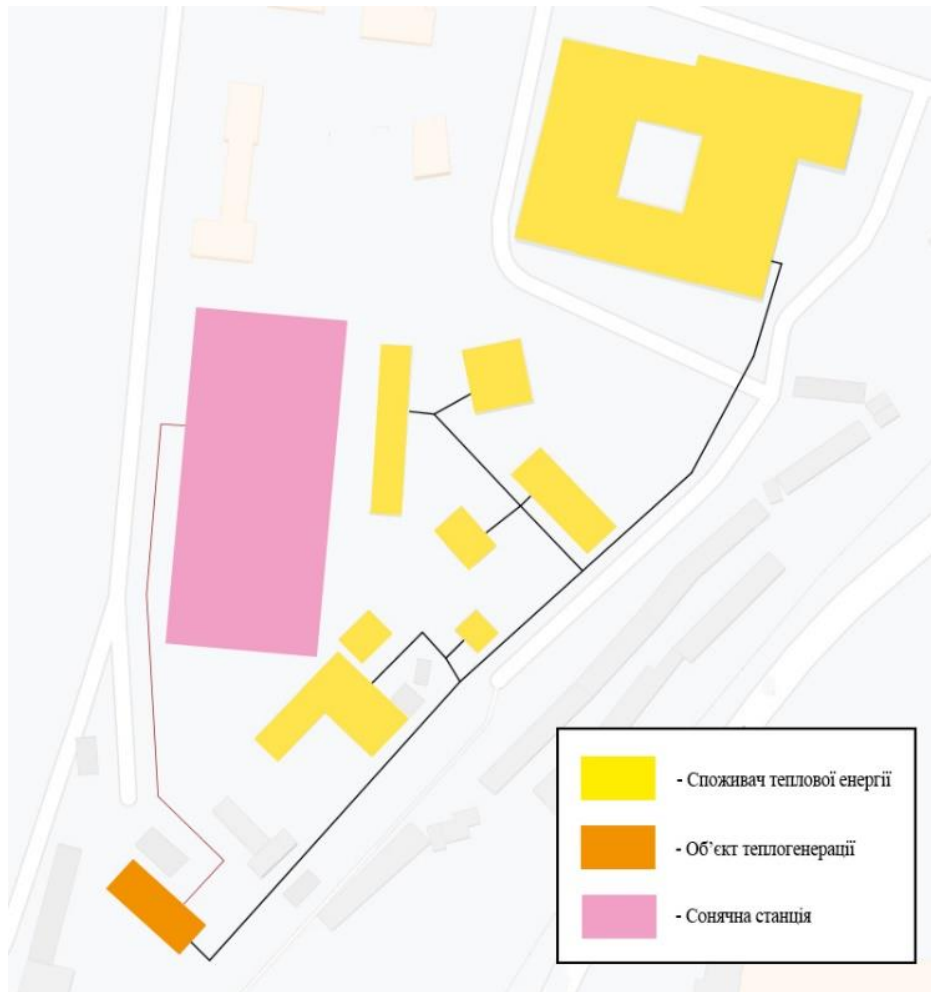 - Споживач теплової енергії
- Об’єкт теплогенерації
- Сонячна станція